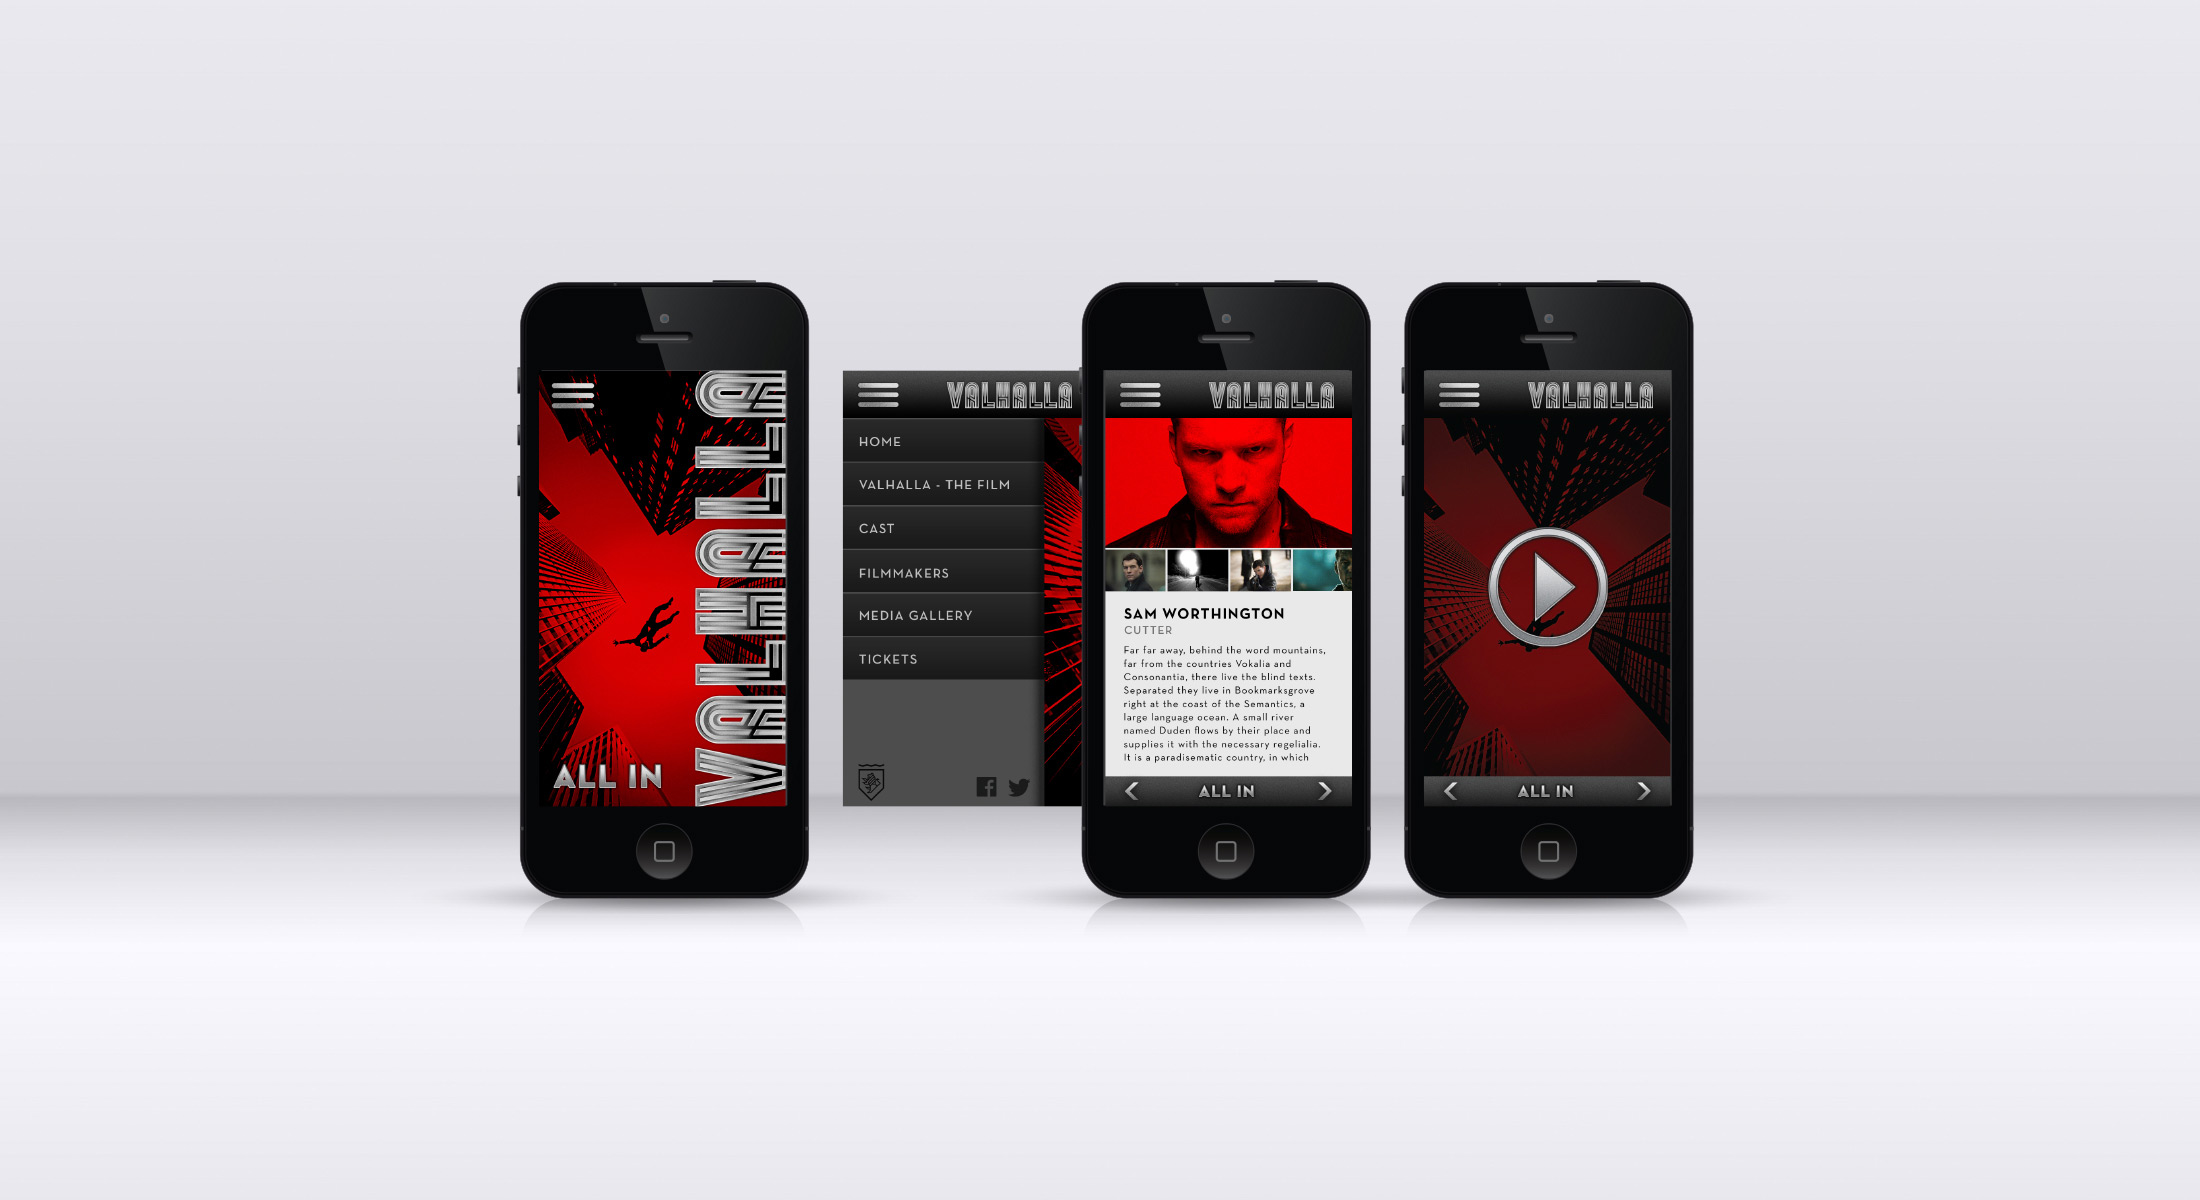 VALHALLA
ALL IN
VALHALLA
HOME
VALHALLA - THE FILM
CAST
FILMMAKERS
MEDIA GALLERY
TICKETS
VALHALLA
SAM WORTHINGTON
CUTTER
Far far away, behind the word mountains,
far from the countries Vokalia and
Consonantia, there live the blind texts.
Separated they live in Bookmarksgrove
right at the coast of the Semantics, a
large language ocean. A small river
named Duden flows by their place and
supplies it with the necessary regelialia.
It is a paradisematic country, in which
ALL IN
VALHALLA
ALL IN